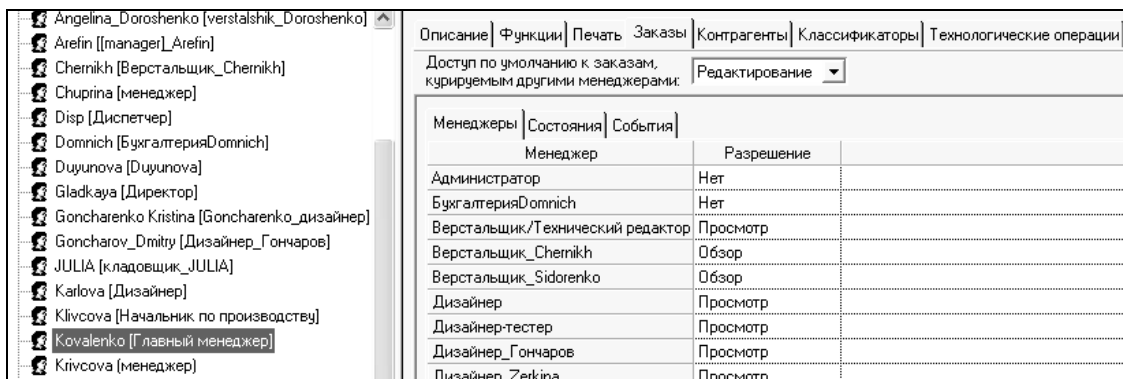 Angelina_Doroshenko [verstalshik_Doroshenko]
Arefin [[manager]_Arefin]
Chernikh [Верстальщик_Chernikh]
Chuprina [менеджер]
Disp [Диспетчер]
Domnich [БухгалтерияDomnich]
Duyunova [Duyunova]
Gladkaya [Директор]
Goncharenko Kristina [Goncharenko_дизайнер]
Goncharov_Dmitry [Дизайнер_Гончаров]
JULIA [кладовщик_JULIA]
Karlova [Дизайнер]
Klivcova [Начальник по производству]
Kovalenko [Главный менеджер]
Krivcova [менеджер]
Описание Функции Печать Заказы Контрагенты Классификаторы Технологические операции
Доступ по умолчанию к заказам,
курируемым другими менеджерами: Редактирование
Менеджеры Состояния События
Менеджер Разрешение
Администратор Нет
БухгалтерияDomnich Нет
Верстальщик/Технический редактор Просмотр
Верстальщик_Chernikh Обзор
Верстальщик_Sidorenko Обзор
Дизайнер Просмотр
Дизайнер-тестер Просмотр
Дизайнер_Гончаров Просмотр
Дизайнер_Zerkina Просмотр